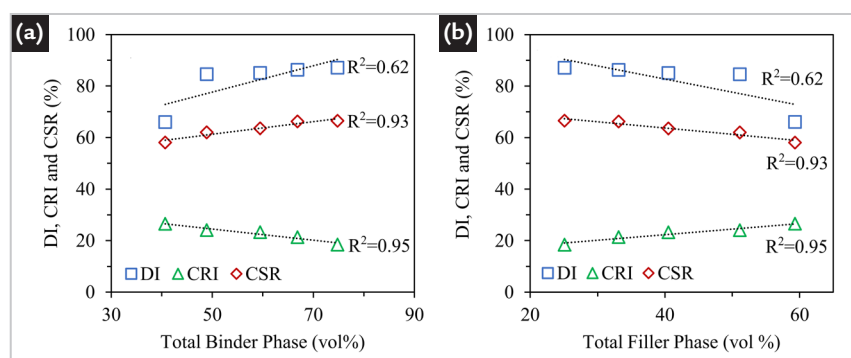 (a)
DI, CRI and CSR (%)
100
80
60
40
20
0
R²=0.62
R²=0.93
R²=0.95
DI CRI CSR
30 50 70 90
Total Binder Phase (vol%)
(b)
DI, CRI and CSR (%)
100
80
60
40
20
0
R²=0.62
R²=0.93
R²=0.95
DI CRI CSR
20 40 60
Total Filler Phase (vol %)